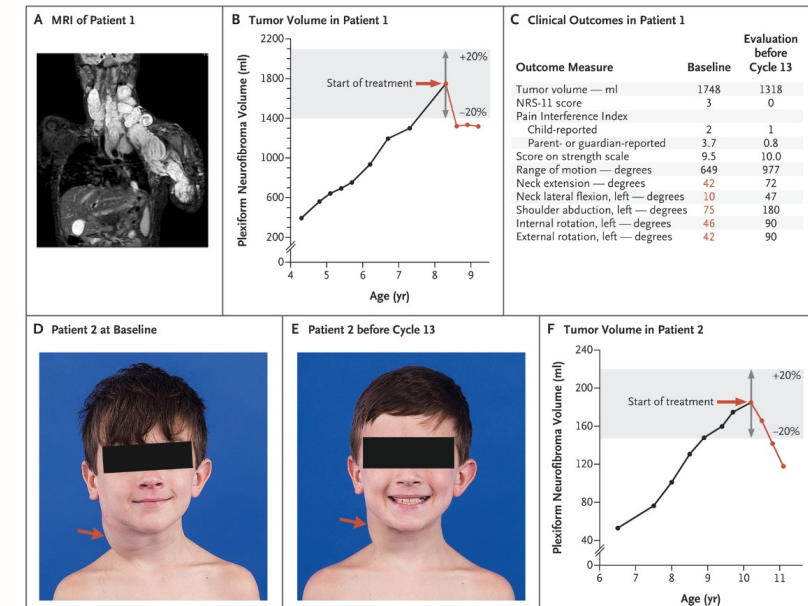 A MRI of Patient 1
B Tumor Volume in Patient 1
Plexiform Neurofibroma Volume (ml)
2200
1800
1400
1000
600
200
0
+20%
Start of treatment
–20%
4 5 6 7 8 9
Age (yr)
C Clinical Outcomes in Patient 1
Outcome Measure Baseline Evaluation before Cycle 13
Tumor volume — ml 1748 1318
NRS-11 score 3 0
Pain Interference Index
Child-reported 2 1
Parent- or guardian-reported 3.7 0.8
Score on strength scale 9.5 10.0
Range of motion — degrees 649 977
Neck extension — degrees 42 72
Neck lateral flexion, left — degrees 10 47
Shoulder abduction, left — degrees 75 180
Internal rotation, left — degrees 46 90
External rotation, left — degrees 42 90
D Patient 2 at Baseline
E Patient 2 before Cycle 13
F Tumor Volume in Patient 2
Plexiform Neurofibroma Volume (ml)
240
200
160
120
80
40
0
+20%
Start of treatment
–20%
6 7 8 9 10 11
Age (yr)